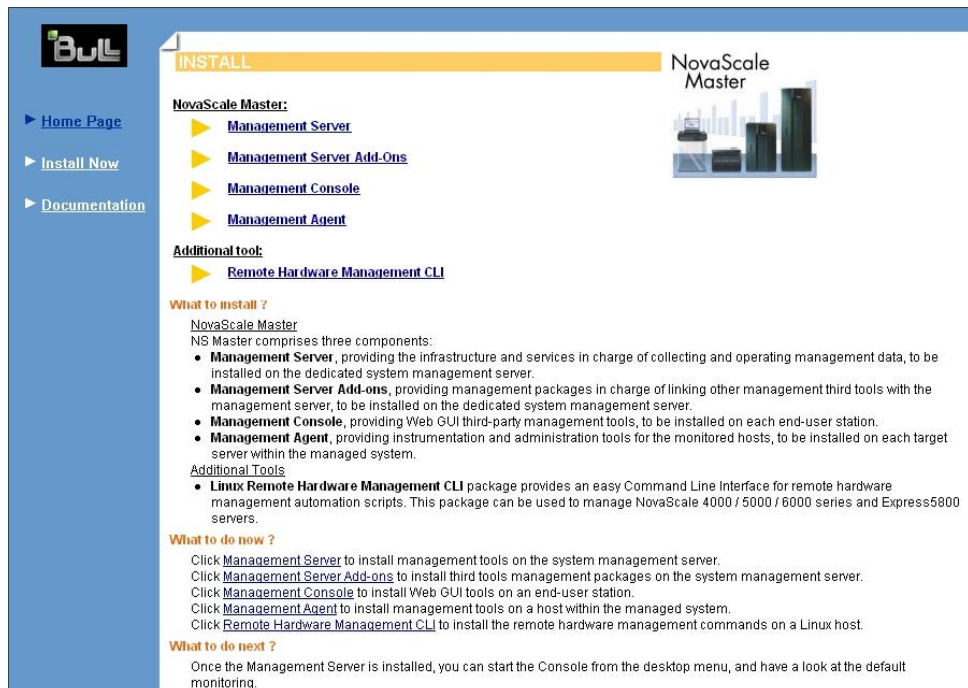 Bull
INSTALL
NovaScale
Master
Home Page
Install Now
Documentation
NovaScale Master:
Management Server
Management Server Add-Ons
Management Console
Management Agent
Additional tool:
Remote Hardware Management CLI
What to install ?
NovaScale Master
NS Master comprises three components:
• Management Server, providing the infrastructure and services in charge of collecting and operating management data, to be
installed on the dedicated system management server.
• Management Server Add-ons, providing management packages in charge of linking other management third tools with the
management server, to be installed on the dedicated system management server.
• Management Console, providing Web GUI third-party management tools, to be installed on each end-user station.
• Management Agent, providing instrumentation and administration tools for the monitored hosts, to be installed on each target
server within the managed system.
Additional Tools
• Linux Remote Hardware Management CLI package provides an easy Command Line Interface for remote hardware
management automation scripts. This package can be used to manage NovaScale 4000 / 5000 / 6000 series and Express5800
servers.
What to do now ?
Click Management Server to install management tools on the system management server.
Click Management Server Add-ons to install third tools management packages on the system management server.
Click Management Console to install Web GUI tools on an end-user station.
Click Management Agent to install management tools on a host within the managed system.
Click Remote Hardware Management CLI to install the remote hardware management commands on a Linux host.
What to do next ?
Once the Management Server is installed, you can start the Console from the desktop menu, and have a look at the default
monitoring.